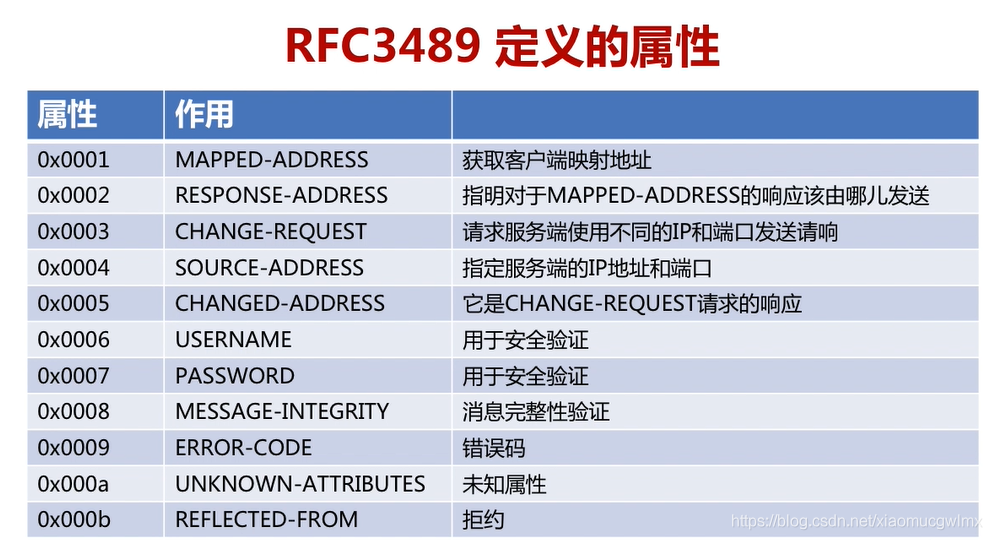 RFC3489 定义的属性
属性 作用
0x0001 MAPPED-ADDRESS 获取客户端映射地址
0x0002 RESPONSE-ADDRESS 指明对于MAPPED-ADDRESS的响应该由哪儿发送
0x0003 CHANGE-REQUEST 请求服务端使用不同的IP和端口发送请响
0x0004 SOURCE-ADDRESS 指定服务端的IP地址和端口
0x0005 CHANGED-ADDRESS 它是CHANGE-REQUEST请求的响应
0x0006 USERNAME 用于安全验证
0x0007 PASSWORD 用于安全验证
0x0008 MESSAGE-INTEGRITY 消息完整性验证
0x0009 ERROR-CODE 错误码
0x000a UNKNOWN-ATTRIBUTES 未知属性
0x000b REFLECTED-FROM 拒约
https://blog.csdn.net/xiaomucgwlmx